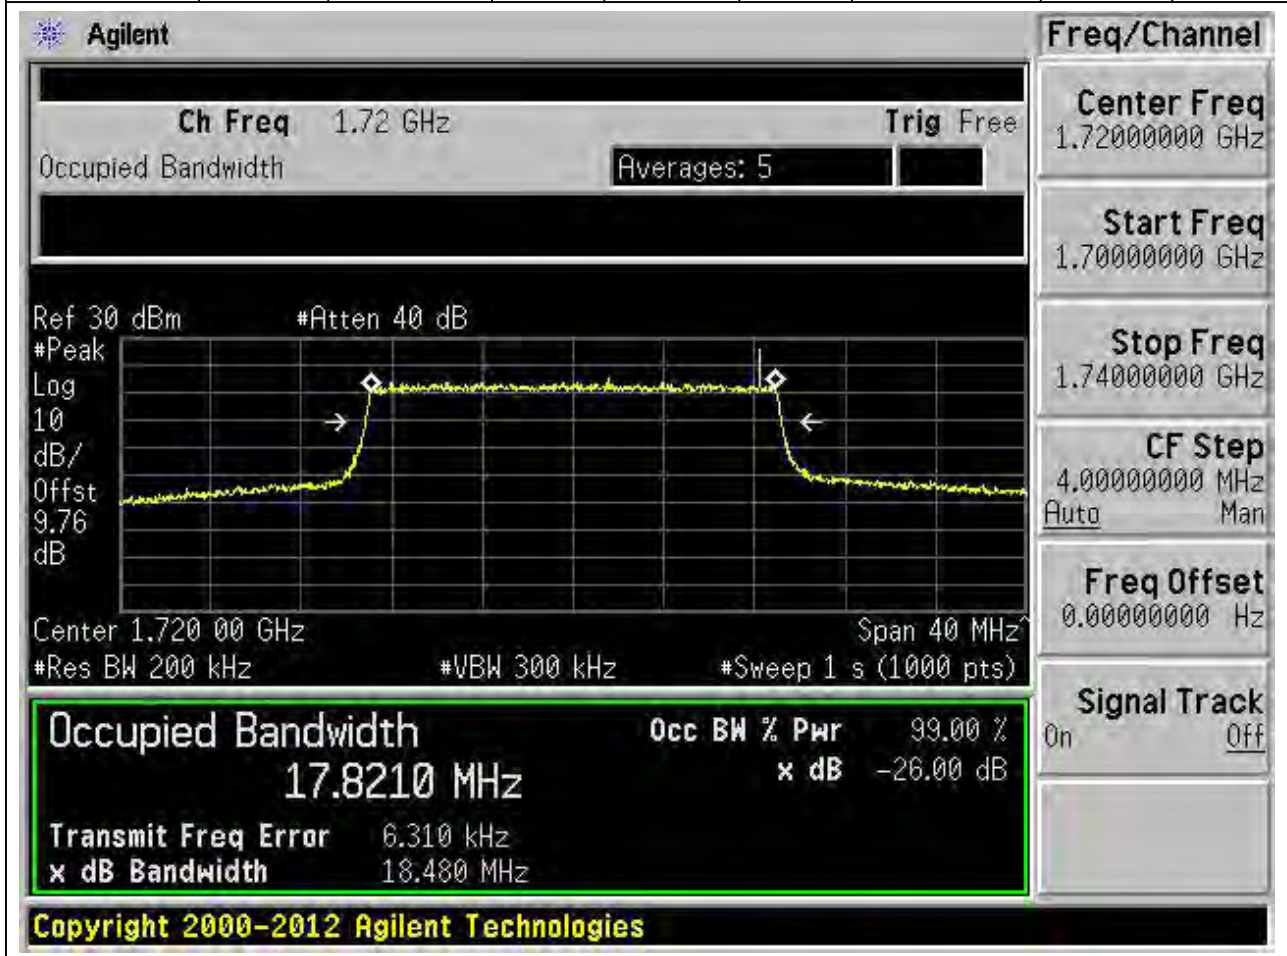 Agilent
Freq/Channel
Ch Freq 1.72 GHz Trig Free
Occupied Bandwidth Averages: 5
Ref 30 dBm #Atten 40 dB
#Peak
Log
10
dB/
Offst
9.76
dB
Center 1.720 00 GHz Span 40 MHz^
#Res BW 200 kHz #VBW 300 kHz #Sweep 1 s (1000 pts)
Occupied Bandwidth Occ BW % Pwr 99.00 %
17.8210 MHz x dB -26.00 dB
Transmit Freq Error 6.310 kHz
x dB Bandwidth 18.480 MHz
Center Freq
1.72000000 GHz
Start Freq
1.70000000 GHz
Stop Freq
1.74000000 GHz
CF Step
4.00000000 MHz
Auto Man
Freq Offset
0.00000000 Hz
Signal Track
On Off
Copyright 2000-2012 Agilent Technologies